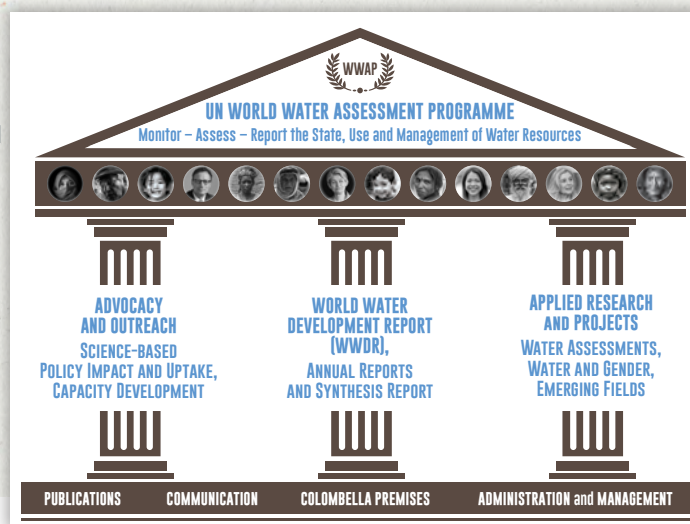 WWAP
UN WORLD WATER ASSESSMENT PROGRAMME
Monitor – Assess – Report the State, Use and Management of Water Resources
ADVOCACY
AND OUTREACH
SCIENCE-BASED
POLICY IMPACT AND UPTAKE,
CAPACITY DEVELOPMENT
WORLD WATER
DEVELOPMENT REPORT
(WWDR),
ANNUAL REPORTS
AND SYNTHESIS REPORT
APPLIED RESEARCH
AND PROJECTS
WATER ASSESSMENTS,
WATER AND GENDER,
EMERGING FIELDS
PUBLICATIONS COMMUNICATION COLOMBELLA PREMISES ADMINISTRATION and MANAGEMENT